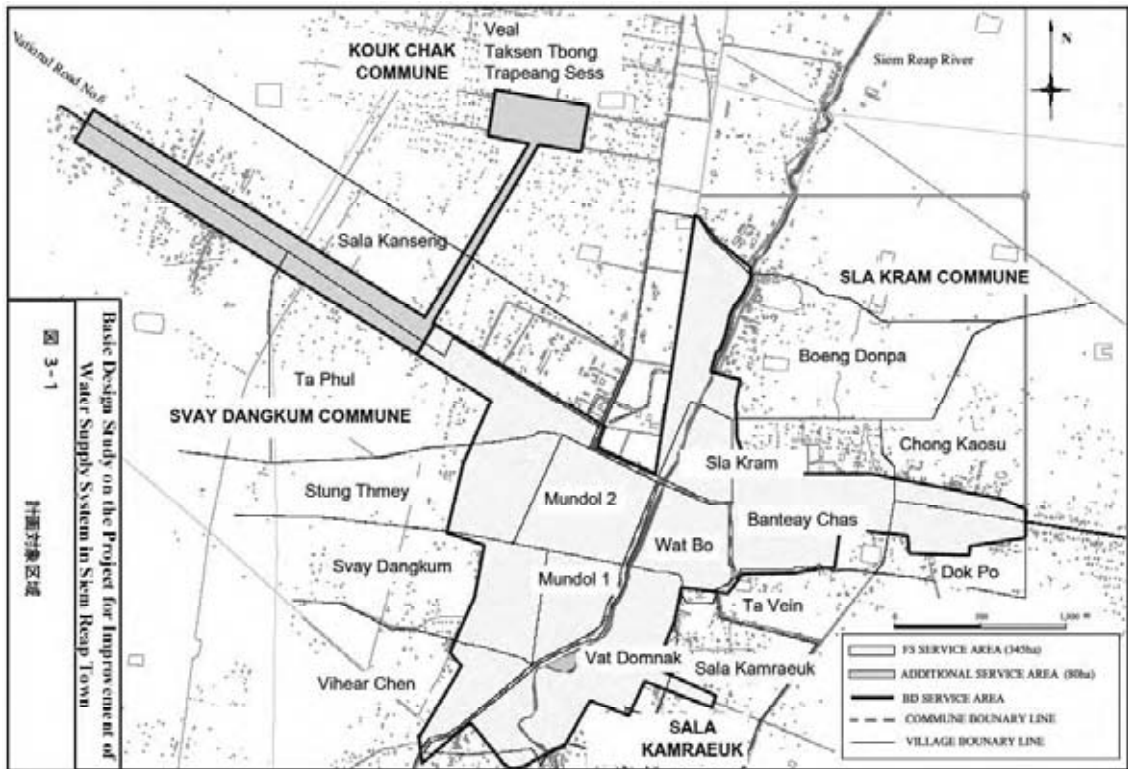 National Road No.6
KOUK CHAK
COMMUNE
Veal
Taksen Tbong
Trapeang Sess
Siem Reap River
N
Sala Kanseng
SLA KRAM COMMUNE
Boeng Donpa
Ta Phul
SVAY DANGKUM COMMUNE
Chong Kaosu
Sla Kram
Stung Thmey
Mundol 2
Banteay Chas
Wat Bo
Svay Dangkum
Mundol 1
Dok Po
Ta Vein
Vat Domnak
Sala Kamraeuk
Vihear Chen
SALA
KAMRAEUK
0 500 1,000 m
FS SERVICE AREA (345ha)
ADDITIONAL SERVICE AREA (80ha)
BD SERVICE AREA
COMMUNE BOUNARY LINE
VILLAGE BOUNARY LINE
Basic Design Study on the Project for Improvement of
Water Supply System in Siem Reap Town
図 3-1
計画対象区域